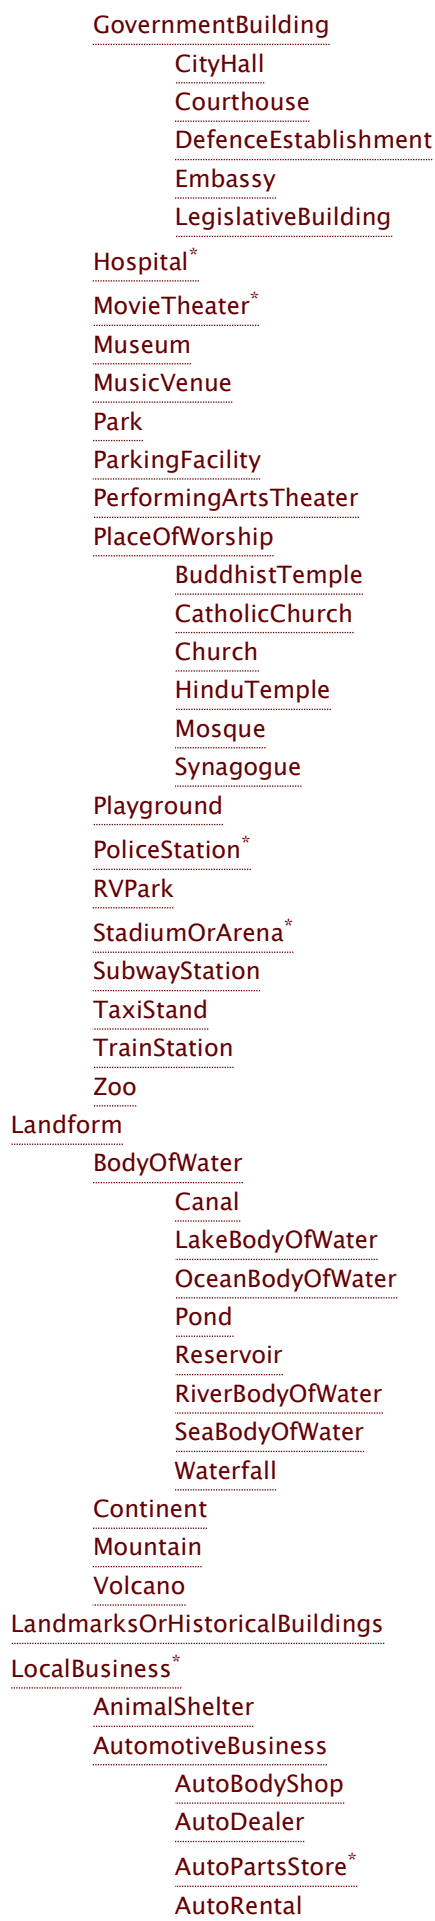 GovernmentBuilding
CityHall
Courthouse
DefenceEstablishment
Embassy
LegislativeBuilding
Hospital*
MovieTheater*
Museum
MusicVenue
Park
ParkingFacility
PerformingArtsTheater
PlaceOfWorship
BuddhistTemple
CatholicChurch
Church
HinduTemple
Mosque
Synagogue
Playground
PoliceStation*
RVPark
StadiumOrArena*
SubwayStation
TaxiStand
TrainStation
Zoo
Landform
BodyOfWater
Canal
LakeBodyOfWater
OceanBodyOfWater
Pond
Reservoir
RiverBodyOfWater
SeaBodyOfWater
Waterfall
Continent
Mountain
Volcano
LandmarksOrHistoricalBuildings
LocalBusiness*
AnimalShelter
AutomotiveBusiness
AutoBodyShop
AutoDealer
AutoPartsStore*
AutoRental